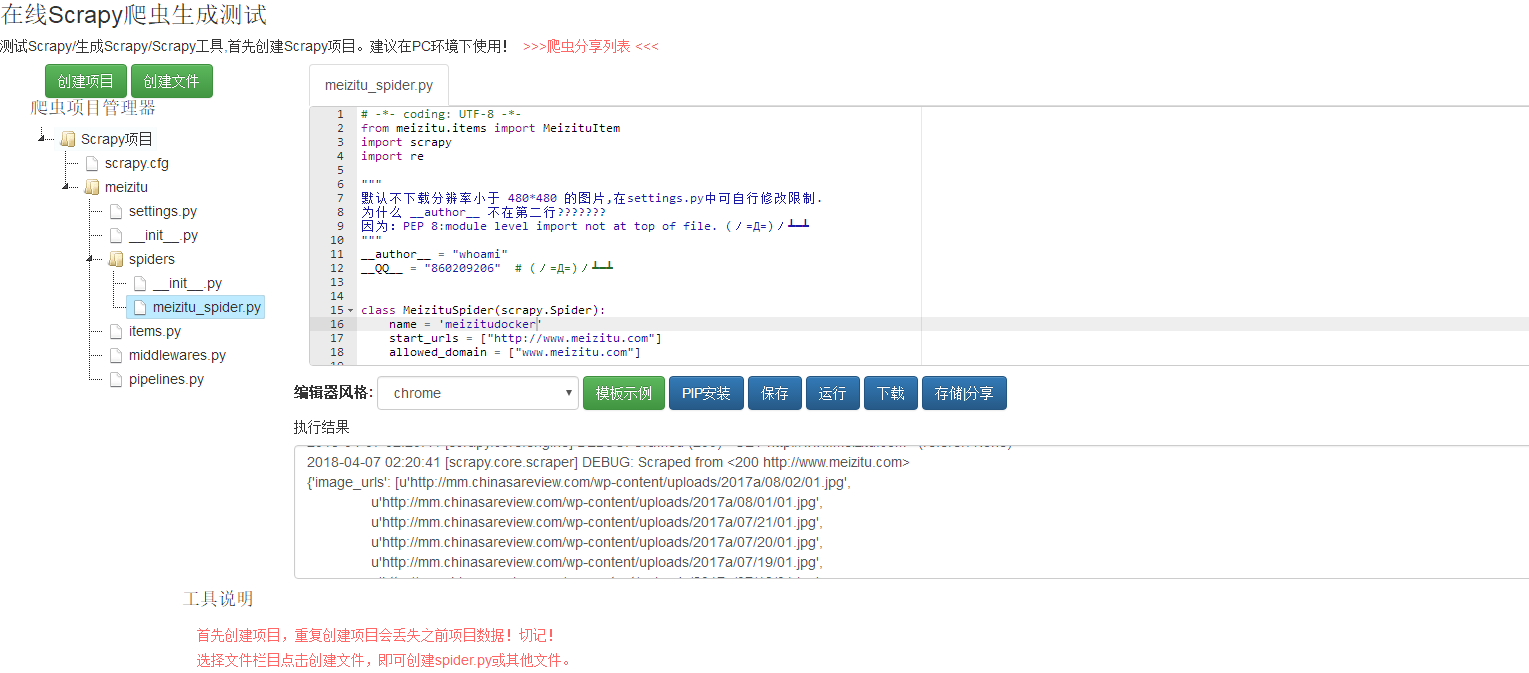 在线Scrapy爬虫生成测试
测试Scrapy/生成Scrapy/Scrapy工具,首先创建Scrapy项目。建议在PC环境下使用！ >>>爬虫分享列表 <<<
创建项目 创建文件
爬虫项目管理器
Scrapy项目
scrapy.cfg
meizitu
settings.py
__init__.py
spiders
__init__.py
meizitu_spider.py
items.py
middlewares.py
pipelines.py
meizitu_spider.py
1 # -*- coding: UTF-8 -*-
2 from meizitu.items import MeizituItem
3 import scrapy
4 import re
5
6 """
7 默认不下载分辨率小于 480*480 的图片,在settings.py中可自行修改限制.
8 为什么 __author__ 不在第二行???????
9 因为: PEP 8:module level import not at top of file. (ノ=Д=)ノ┻━┻
10 """
11 __author__ = "whoami"
12 __QQ__ = "860209206"  # (ノ=Д=)ノ┻━┻
13
14
15 class MeizituSpider(scrapy.Spider):
16     name = 'meizitudocker'
17     start_urls = ["http://www.meizitu.com"]
18     allowed_domain = ["www.meizitu.com"]
编辑器风格: chrome 模板示例 PIP安装 保存 运行 下载 存储|分享
执行结果
2018-04-07 02:20:41 [scrapy.core.scraper] DEBUG: Scraped from <200 http://www.meizitu.com>
{'image_urls': [u'http://mm.chinasareview.com/wp-content/uploads/2017a/08/02/01.jpg',
u'http://mm.chinasareview.com/wp-content/uploads/2017a/08/01/01.jpg',
u'http://mm.chinasareview.com/wp-content/uploads/2017a/07/21/01.jpg',
u'http://mm.chinasareview.com/wp-content/uploads/2017a/07/20/01.jpg',
u'http://mm.chinasareview.com/wp-content/uploads/2017a/07/19/01.jpg',
工具说明
首先创建项目，重复创建项目会丢失之前项目数据！切记！
选择文件栏目点击创建文件，即可创建spider.py或其他文件。